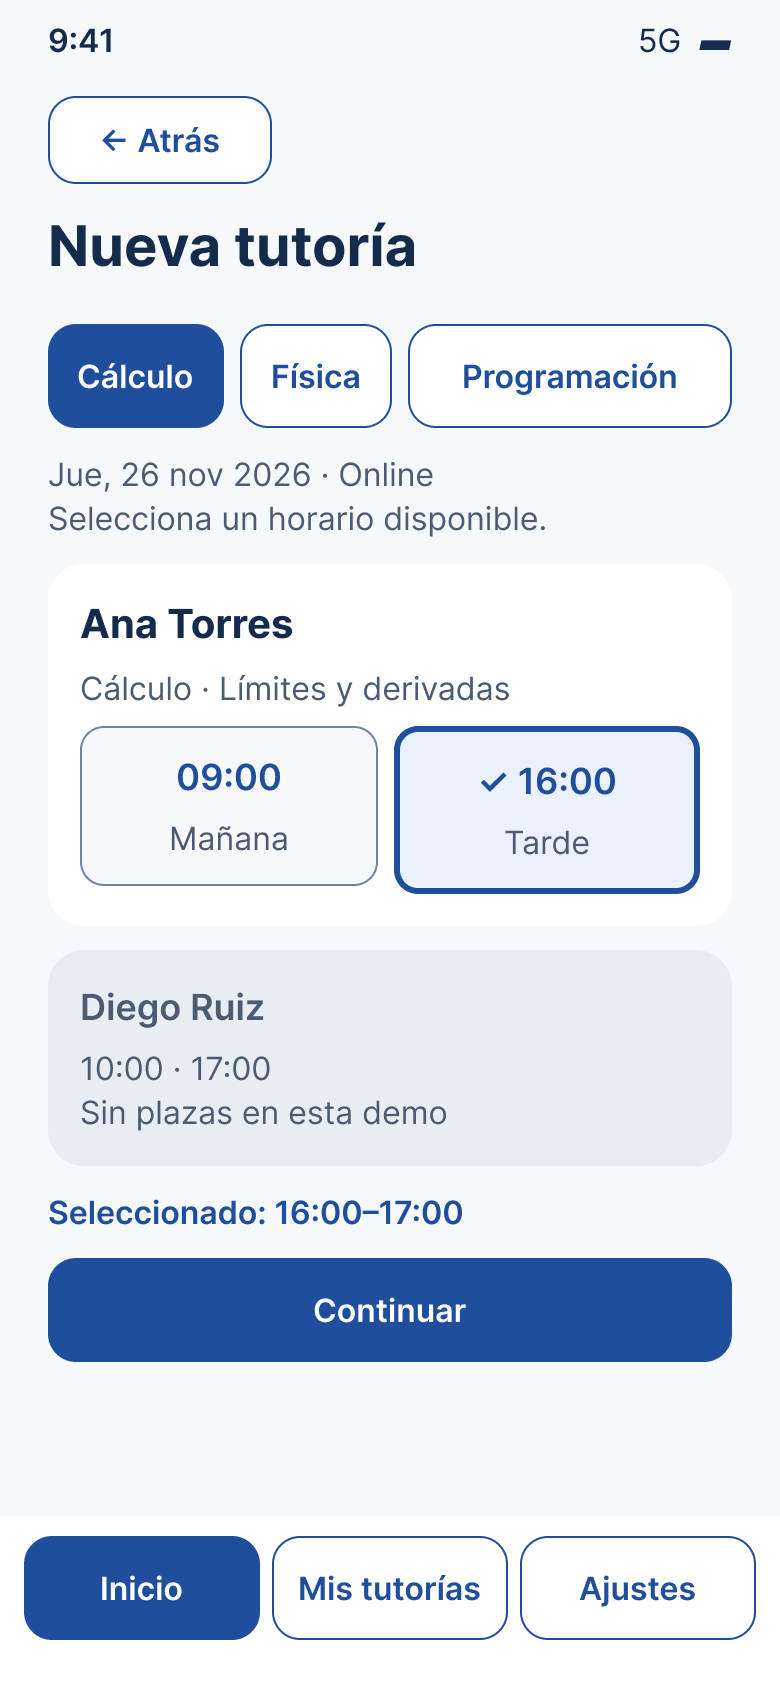 9:41
5G
← Atrás
Nueva tutoría
Cálculo
Física
Programación
Jue, 26 nov 2026 · Online
Selecciona un horario disponible.
Ana Torres
Cálculo · Límites y derivadas
09:00
Mañana
✓ 16:00
Tarde
Diego Ruiz
10:00 · 17:00
Sin plazas en esta demo
Seleccionado: 16:00–17:00
Continuar
Inicio
Mis tutorías
Ajustes